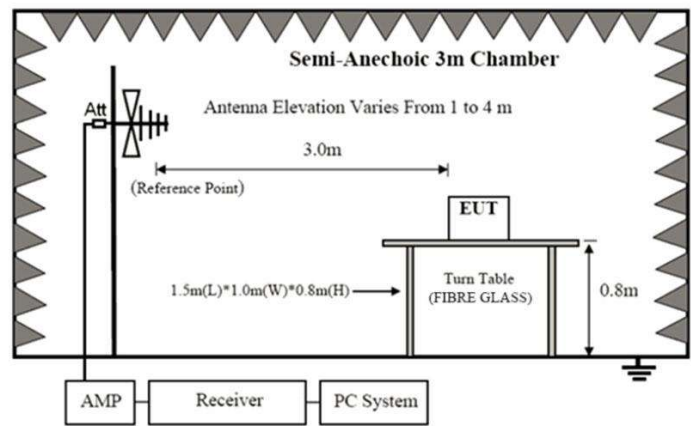 Semi-Anechoic 3m Chamber
Att
Antenna Elevation Varies From 1 to 4 m
3.0m
(Reference Point)
EUT
1.5m(L)*1.0m(W)*0.8m(H)
Turn Table
(FIBRE GLASS)
0.8m
AMP
Receiver
PC System